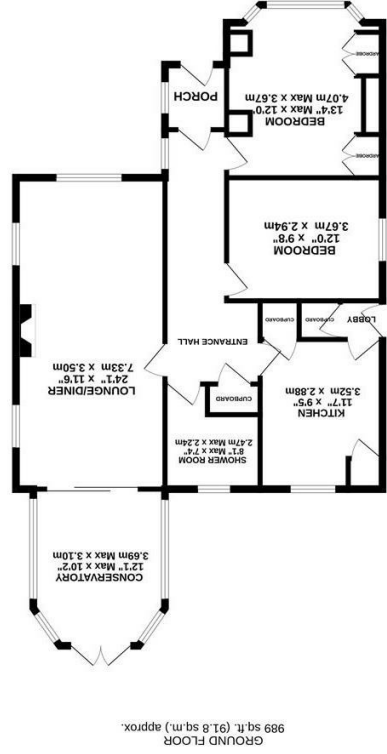 GROUND FLOOR
989 sq.ft. (91.8 sq.m.) approx.
CONSERVATORY
12'1" Max x 10'2"
3.69m Max x 3.10m
SHOWER ROOM
8'1" Max x 7'4"
2.47m Max x 2.24m
KITCHEN
11'7" x 9'5"
3.52m x 2.88m
LOUNGE/DINER
24'1" x 11'6"
7.33m x 3.50m
CUPBOARD
ENTRANCE HALL
CUPBOARD
CUPBOARD
LOBBY
BEDROOM
12'0" x 9'8"
3.67m x 2.94m
BEDROOM
13'4" Max x 12'0"
4.07m Max x 3.67m
PORCH
WARDROBE
WARDROBE